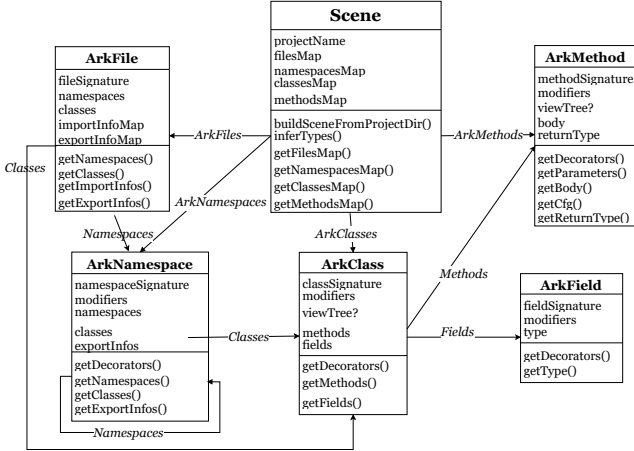 Scene
projectName
filesMap
namespacesMap
classesMap
methodsMap
buildSceneFromProjectDir()
inferTypes()
getFilesMap()
getNamespacesMap()
getClassesMap()
getMethodsMap()
ArkFile
fileSignature
namespaces
classes
importInfoMap
exportInfoMap
getNamespaces()
getClasses()
getImportInfos()
getExportInfos()
ArkMethod
methodSignature
modifiers
viewTree?
body
returnType
getDecorators()
getParameters()
getBody()
getCfg()
getReturnType()
ArkFiles
ArkMethods
Classes
ArkNamespaces
Namespaces
ArkClasses
ArkNamespace
namespaceSignature
modifiers
namespaces
classes
exportInfos
getDecorators()
getNamespaces()
getClasses()
getExportInfos()
Namespaces
Classes
ArkClass
classSignature
modifiers
viewTree?
methods
fields
getDecorators()
getMethods()
getFields()
Methods
Fields
ArkField
fieldSignature
modifiers
type
getDecorators()
getType()